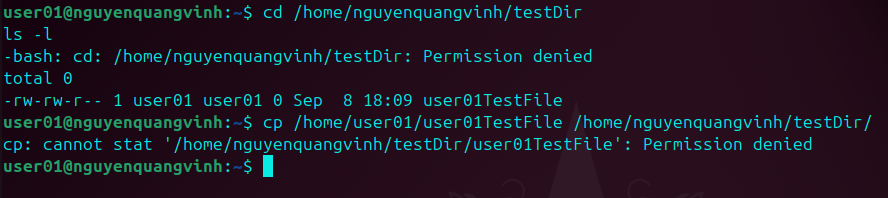 user01@nguyenquangvinh:~$ cd /home/nguyenquangvinh/testDir
ls -l
-bash: cd: /home/nguyenquangvinh/testDir: Permission denied
total 0
-rw-rw-r-- 1 user01 user01 0 Sep  8 18:09 user01TestFile
user01@nguyenquangvinh:~$ cp /home/user01/user01TestFile /home/nguyenquangvinh/testDir/
cp: cannot stat '/home/nguyenquangvinh/testDir/user01TestFile': Permission denied
user01@nguyenquangvinh:~$